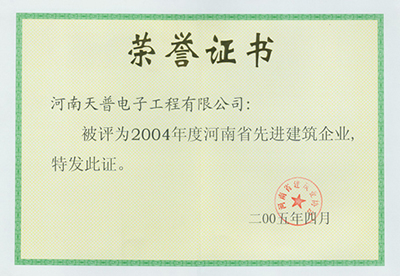 荣誉证书
河南天普电子工程有限公司:
被评为2004年度河南省先进建筑企业,
特发此证。
二00五年四月